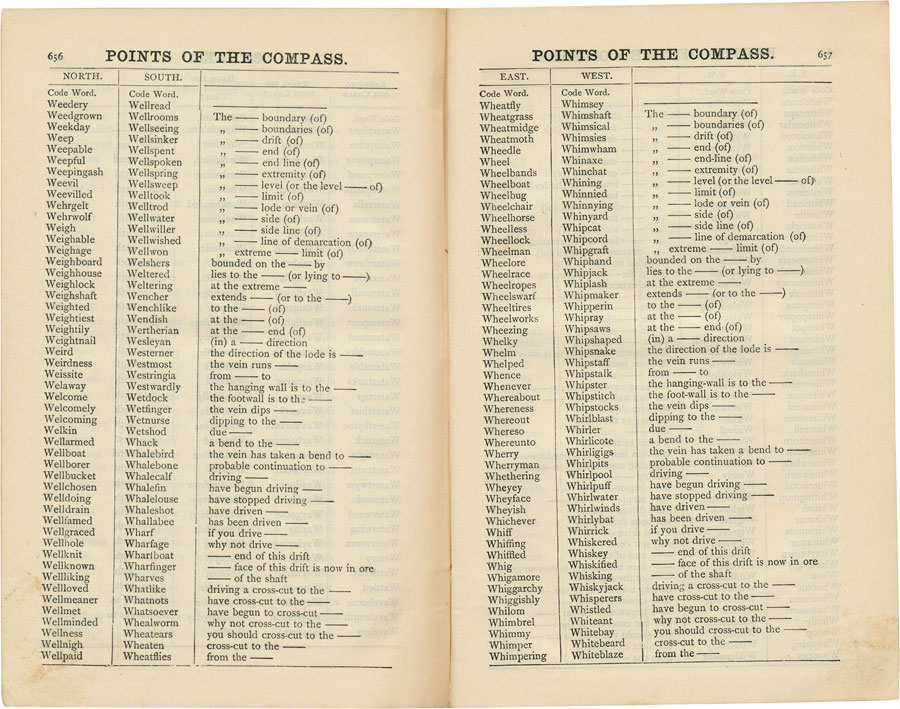 656 POINTS OF THE COMPASS.
NORTH. SOUTH.
Code Word. Code Word.
Weedery Wellread ———
Weedgrown Wellrooms The —— boundary (of)
Weekday Wellseeing „ —— boundaries (of)
Weep Wellsinker „ —— drift (of)
Weepable Wellspent „ —— end (of)
Weepful Wellspoken „ —— end line (of)
Weepingash Wellspring „ —— extremity (of)
Weevil Wellsweep „ —— level (or the level —— of)
Weevilled Welltook „ —— limit (of)
Wehrgelt Welltrod „ —— lode or vein (of)
Wehrwolf Wellwater „ —— side (of)
Weigh Wellwiller „ —— side line (of)
Weighable Wellwished „ —— line of demarcation (of)
Weighage Wellwon „ extreme —— limit (of)
Weighboard Welshers bounded on the —— by
Weighhouse Weltered lies to the —— (or lying to ——)
Weighlock Weltering at the extreme ——
Weighshaft Wencher extends —— (or to the ——)
Weighted Wenchlike to the —— (of)
Weightiest Wendish at the —— (of)
Weightily Wertherian at the —— end (of)
Weightnail Wesleyan (in) a —— direction
Weird Westerner the direction of the lode is ——
Weirdness Westmost the vein runs ——
Weissite Westringia from —— to
Welaway Westwardly the hanging wall is to the ——
Welcome Wetdock the footwall is to the ——
Welcomely Wetfinger the vein dips ——
Welcoming Wetnurse dipping to the ——
Welkin Wetshod due ——
Wellarmed Whack a bend to the ——
Wellboat Whalebird the vein has taken a bend to ——
Wellborer Whalebone probable continuation to ——
Wellbucket Whalecalf driving ——
Wellchosen Whalefin have begun driving ——
Welldoing Whalelouse have stopped driving ——
Welldrain Whaleshot have driven ——
Wellfamed Whallabee has been driven ——
Wellgraced Wharf if you drive ——
Wellhole Wharfage why not drive ——
Wellknit Wharfboat —— end of this drift
Wellknown Wharfinger —— face of this drift is now in ore
Wellliking Wharves —— of the shaft
Wellloved Whatlike driving a cross-cut to the ——
Wellmeaner Whatnots have cross-cut to the ——
Wellmet Whatsoever have begun to cross-cut ——
Wellminded Whealworm why not cross-cut to the ——
Wellness Wheatears you should cross-cut to the ——
Wellnigh Wheaten cross-cut to the ——
Wellpaid Wheatflies from the ——
POINTS OF THE COMPASS. 657
EAST. WEST.
Code Word. Code Word.
Wheatfly Whimsey ———
Wheatgrass Whimshaft The —— boundary (of)
Wheatmidge Whimsical „ —— boundaries (of)
Wheatmoth Whimsies „ —— drift (of)
Wheedle Whimwham „ —— end (of)
Wheel Whinaxe „ —— end-line (of)
Wheelbands Whinchat „ —— extremity (of)
Wheelboat Whining „ —— level (or the level —— of)
Wheelbug Whinnied „ —— limit (of)
Wheelchair Whinnying „ —— lode or vein (of)
Wheelhorse Whinyard „ —— side (of)
Wheelless Whipcat „ —— side line (of)
Wheellock Whipcord „ —— line of demarcation (of)
Wheelman Whipgraft „ extreme —— limit (of)
Wheelore Whiphand bounded on the —— by
Wheelrace Whipjack lies to the —— (or lying to ——)
Wheelropes Whiplash at the extreme ——
Wheelswarf Whipmaker extends —— (or to the ——)
Wheeltires Whipperin to the —— (of)
Wheelworks Whipray at the —— (of)
Wheezing Whipsaws at the —— end (of)
Whelky Whipshaped (in) a —— direction
Whelm Whipsnake the direction of the lode is ——
Whelped Whipstaff the vein runs ——
Whence Whipstalk from —— to
Whenever Whipster the hanging-wall is to the ——
Whereabout Whipstitch the foot-wall is to the ——
Whereness Whipstocks the vein dips ——
Whereout Whirlblast dipping to the ——
Whereso Whirler due ——
Whereunto Whirlicote a bend to the ——
Wherry Whirligigs the vein has taken a bend to ——
Wherryman Whirlpits probable continuation to ——
Whethering Whirlpool driving ——
Wheyey Whirlpuff have begun driving ——
Wheyface Whirlwater have stopped driving ——
Wheyish Whirlwinds have driven ——
Whichever Whirlybat has been driven ——
Whiff Whirrick if you drive ——
Whiffing Whiskered why not drive ——
Whiffled Whiskey —— end of this drift
Whig Whiskified —— face of this drift is now in ore
Whigamore Whisking —— of the shaft
Whiggarchy Whiskyjack driving a cross-cut to the ——
Whiggishly Whisperers have cross-cut to the ——
Whilom Whistled have begun to cross-cut ——
Whimbrel Whiteant why not cross-cut to the ——
Whimmy Whitebay you should cross-cut to the ——
Whimper Whitebeard cross-cut to the ——
Whimpering Whiteblaze from the ——